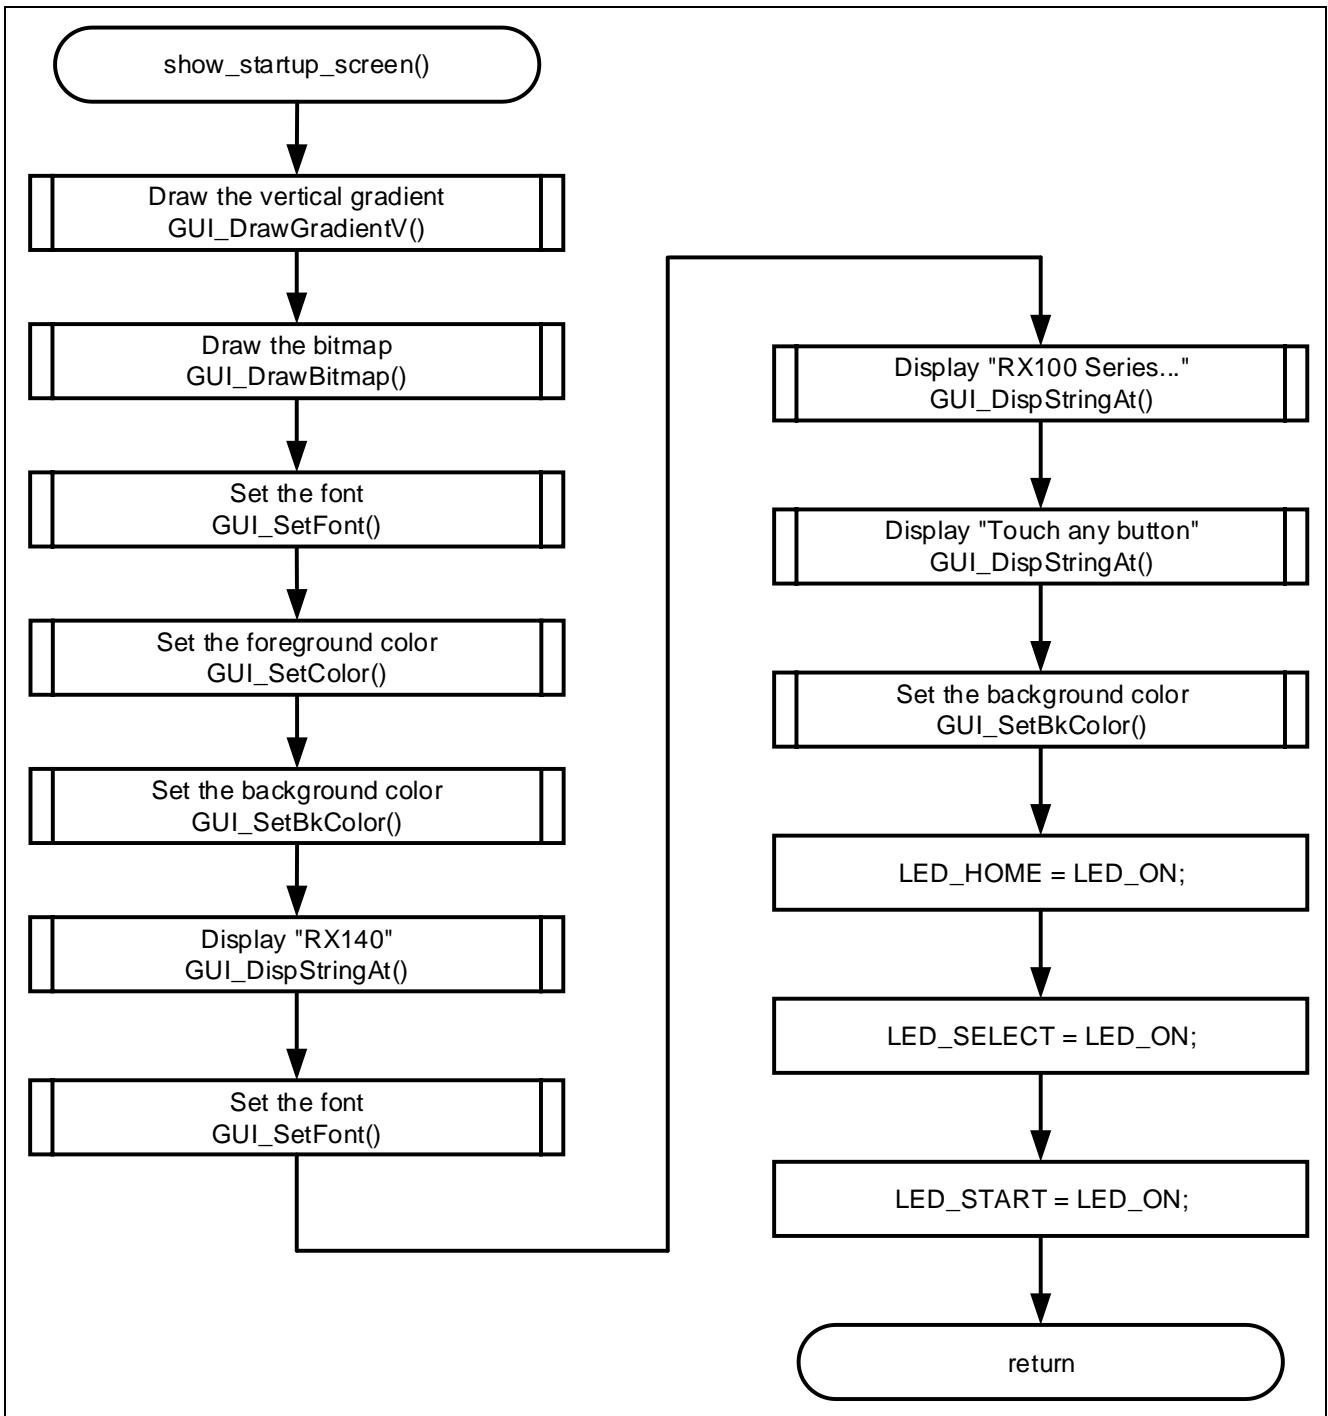 show_startup_screen()
Draw the vertical gradient
GUI_DrawGradientV()
Draw the bitmap
GUI_DrawBitmap()
Set the font
GUI_SetFont()
Set the foreground color
GUI_SetColor()
Set the background color
GUI_SetBkColor()
Display "RX140"
GUI_DispStringAt()
Set the font
GUI_SetFont()
Display "RX100 Series..."
GUI_DispStringAt()
Display "Touch any button"
GUI_DispStringAt()
Set the background color
GUI_SetBkColor()
LED_HOME = LED_ON;
LED_SELECT = LED_ON;
LED_START = LED_ON;
return